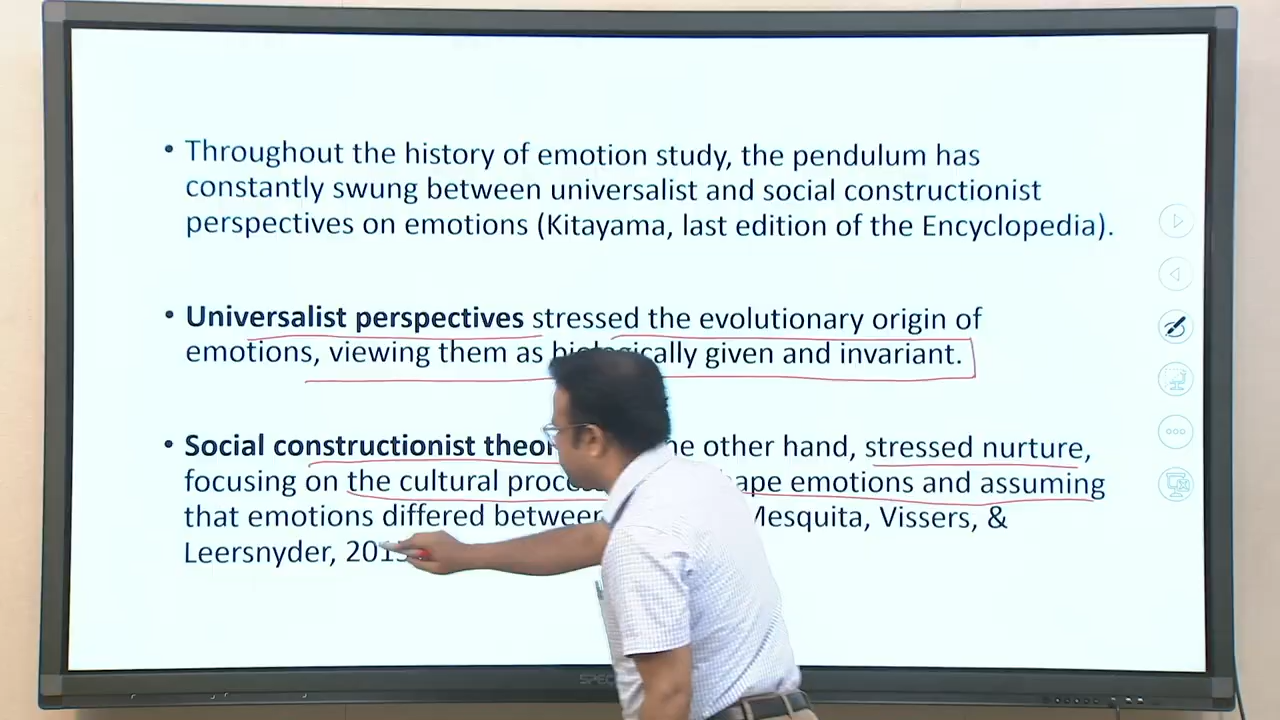 • Throughout the history of emotion study, the pendulum has
constantly swung between universalist and social constructionist
perspectives on emotions (Kitayama, last edition of the Encyclopedia).
• Universalist perspectives stressed the evolutionary origin of
emotions, viewing them as biologically given and invariant.
• Social constructionist other hand, stressed nurture,
focusing on the cultural emotions and assuming
that emotions differed between Mesquita, Vissers, &
Leersnyder,